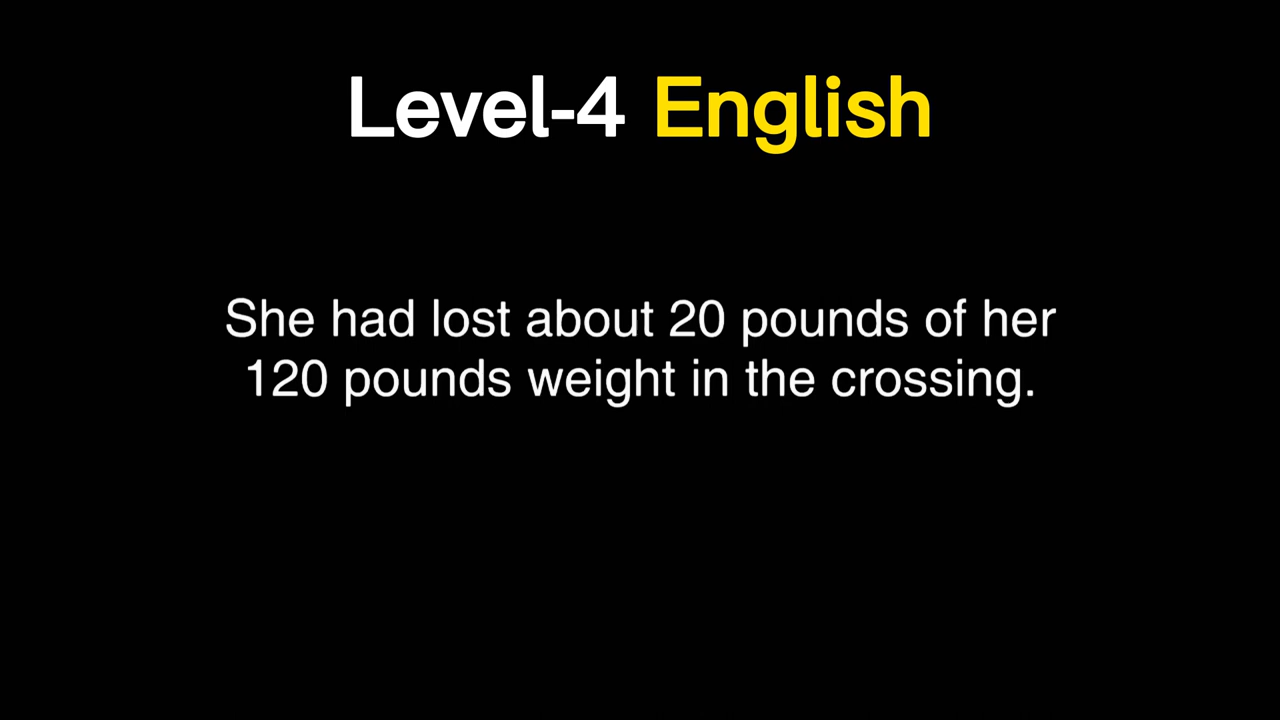 Level-4 English
She had lost about 20 pounds of her
120 pounds weight in the crossing.